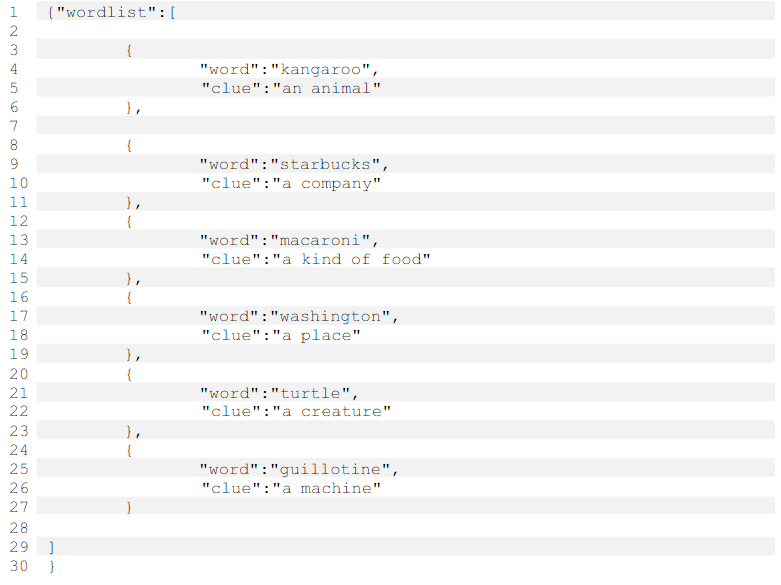 1 {"wordlist":[
2
3 {
4 "word":"kangaroo",
5 "clue":"an animal"
6 },
7
8 {
9 "word":"starbucks",
10 "clue":"a company"
11 },
12 {
13 "word":"macaroni",
14 "clue":"a kind of food"
15 },
16 {
17 "word":"washington",
18 "clue":"a place"
19 },
20 {
21 "word":"turtle",
22 "clue":"a creature"
23 },
24 {
25 "word":"guillotine",
26 "clue":"a machine"
27 }
28
29 ]
30 }